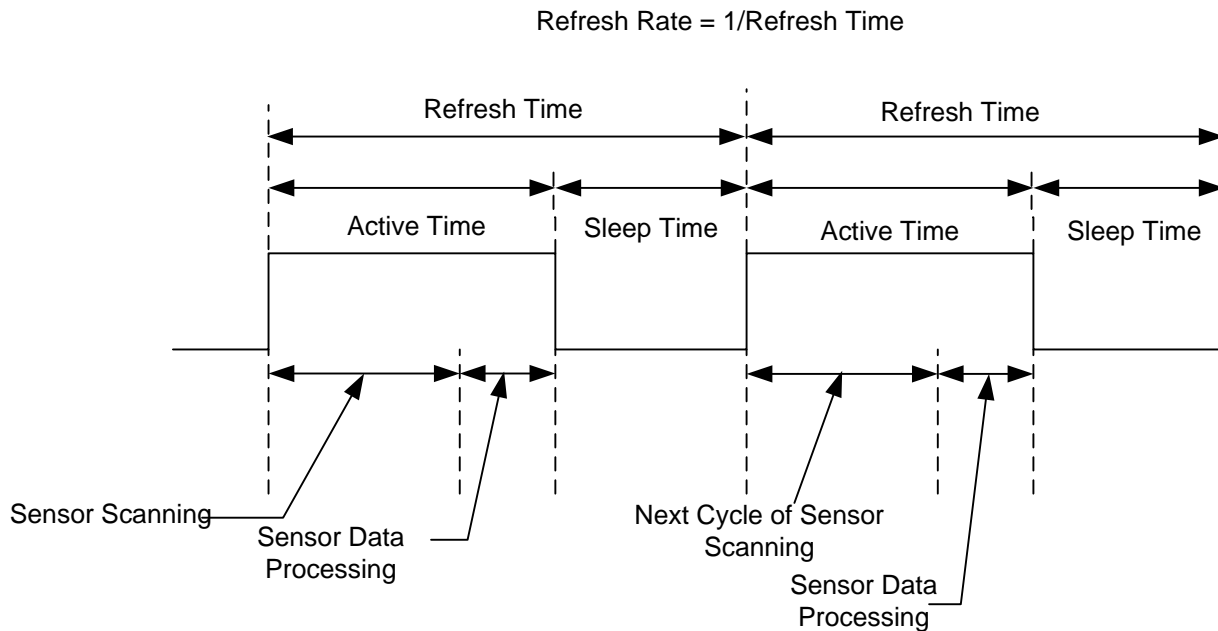 Refresh Rate = 1/Refresh Time
Refresh Time
Refresh Time
Active Time
Sleep Time
Active Time
Sleep Time
Sensor Scanning
Sensor Data
Processing
Next Cycle of Sensor
Scanning
Sensor Data
Processing